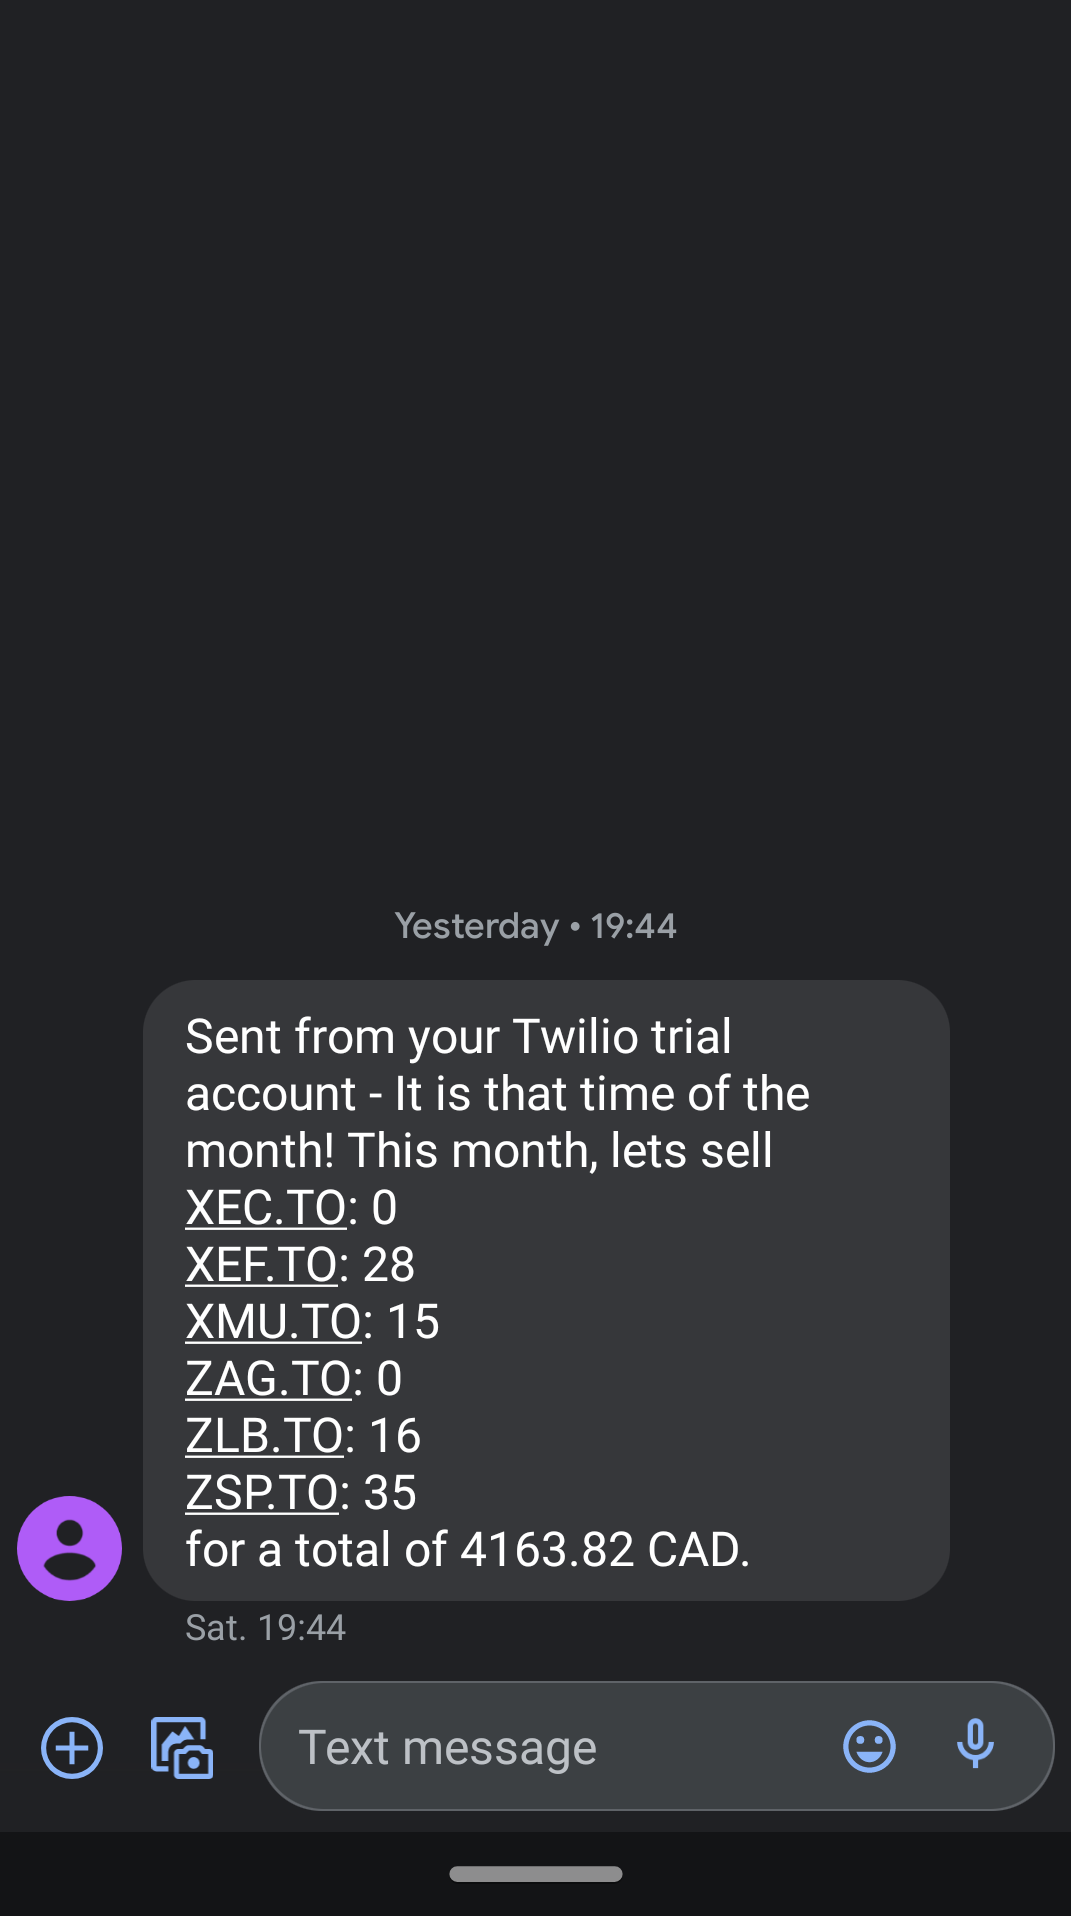 Yesterday • 19:44
Sent from your Twilio trial
account - It is that time of the
month! This month, lets sell
XEC.TO: 0
XEF.TO: 28
XMU.TO: 15
ZAG.TO: 0
ZLB.TO: 16
ZSP.TO: 35
for a total of 4163.82 CAD.
Sat. 19:44
Text message